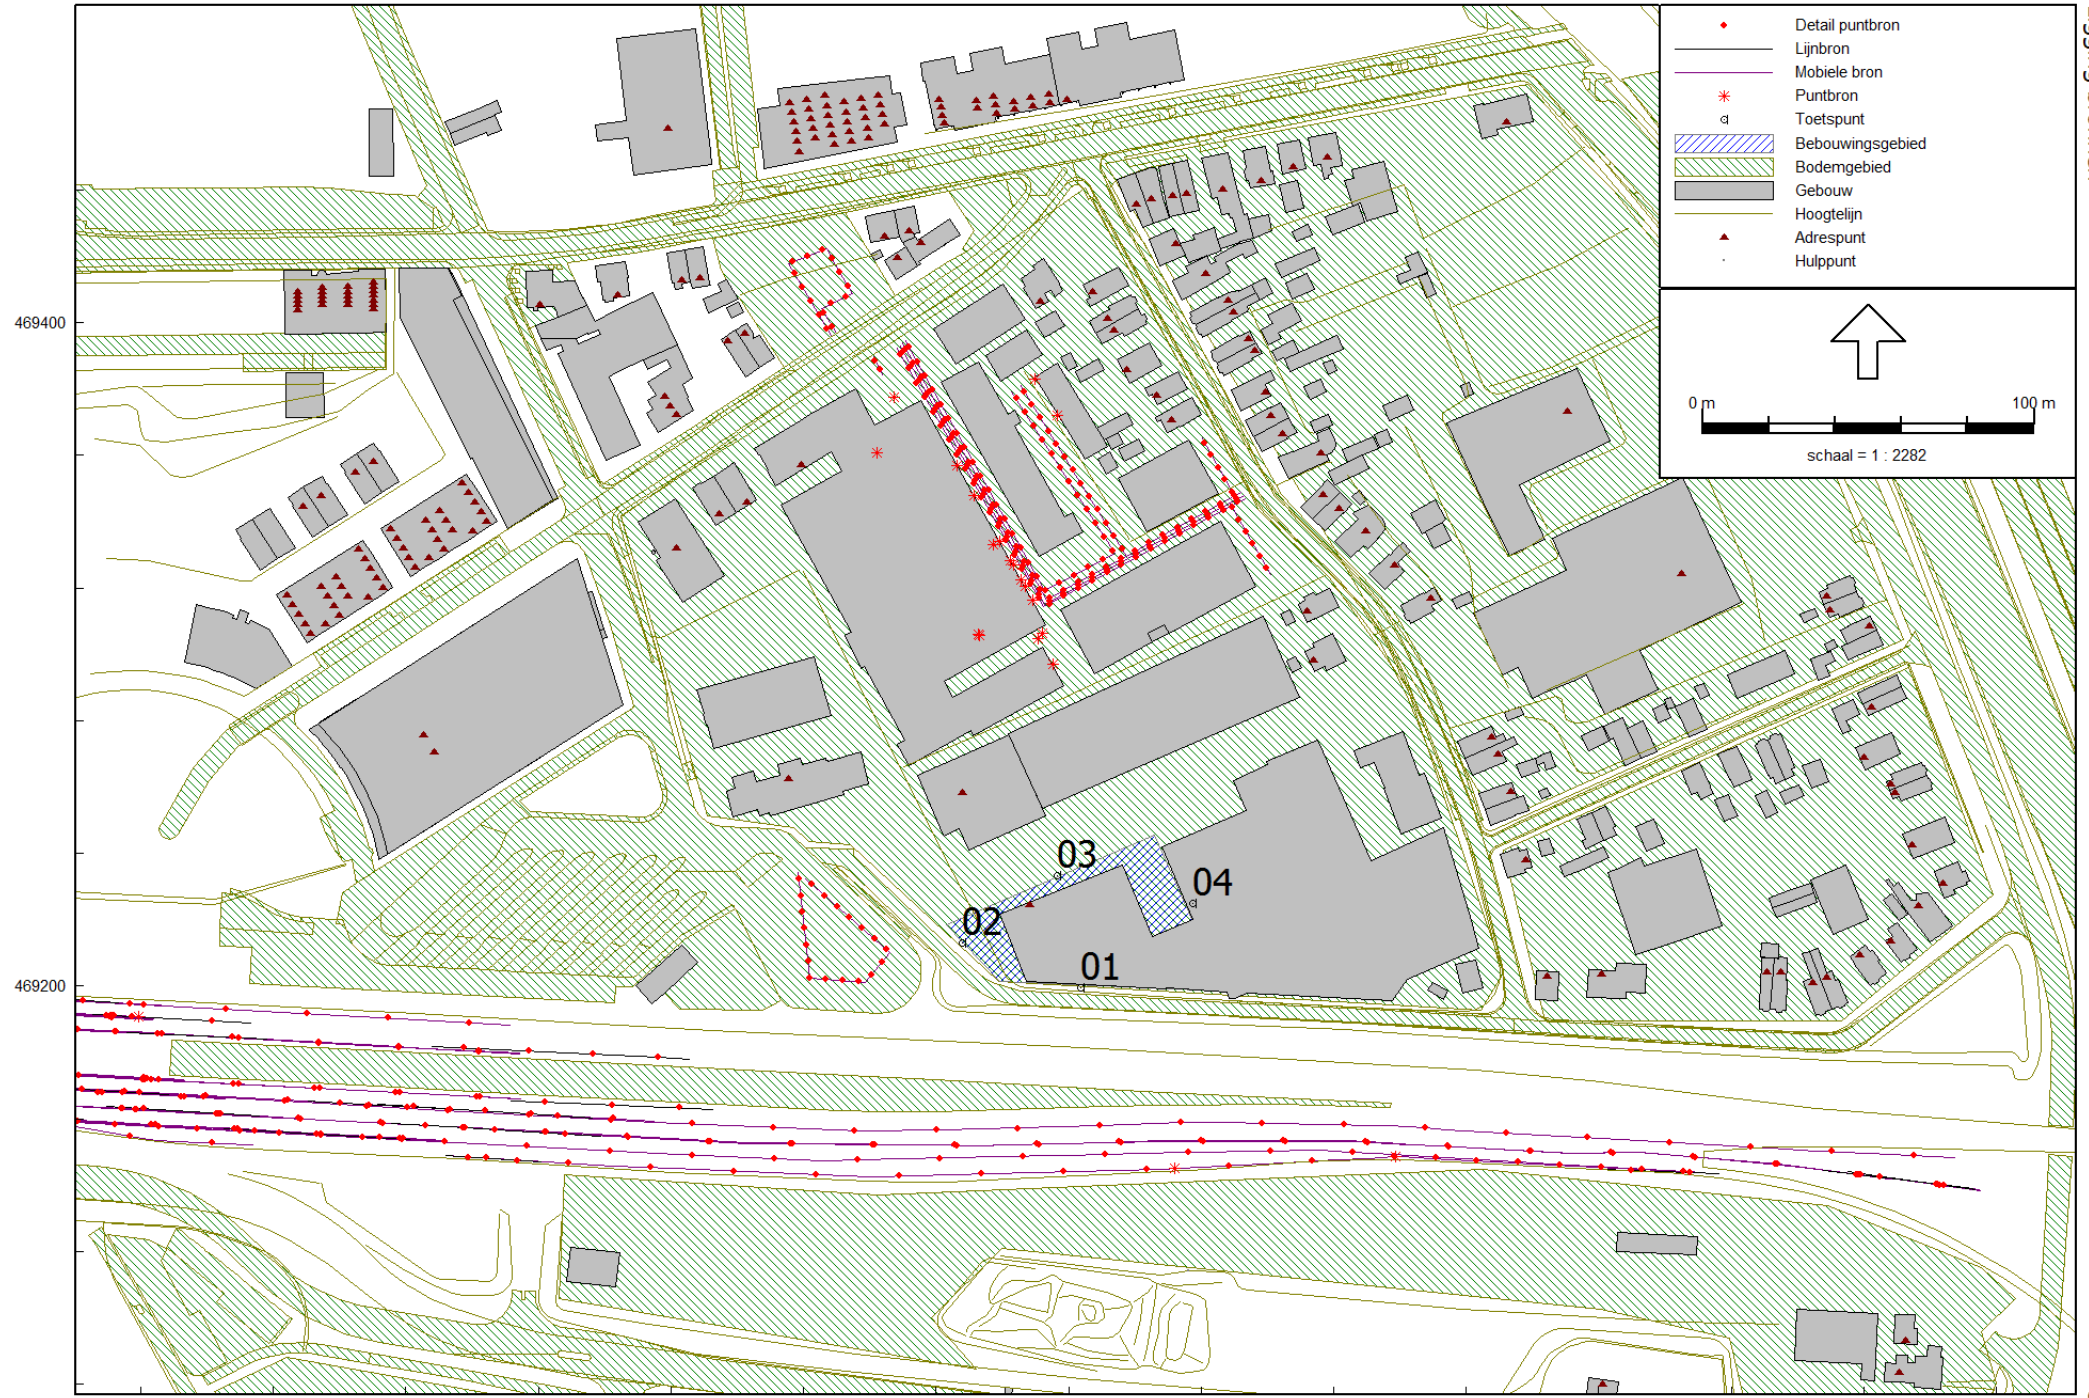 Detail puntbron
Lijnbron
Mobiele bron
Puntbron
Toetspunt
Bebouwingsgebied
Bodemgebied
Gebouw
Hoogtelijn
Adrespunt
Hulppunt
0 m 100 m
schaal = 1 : 2282
469400
03
04
02
01
469200